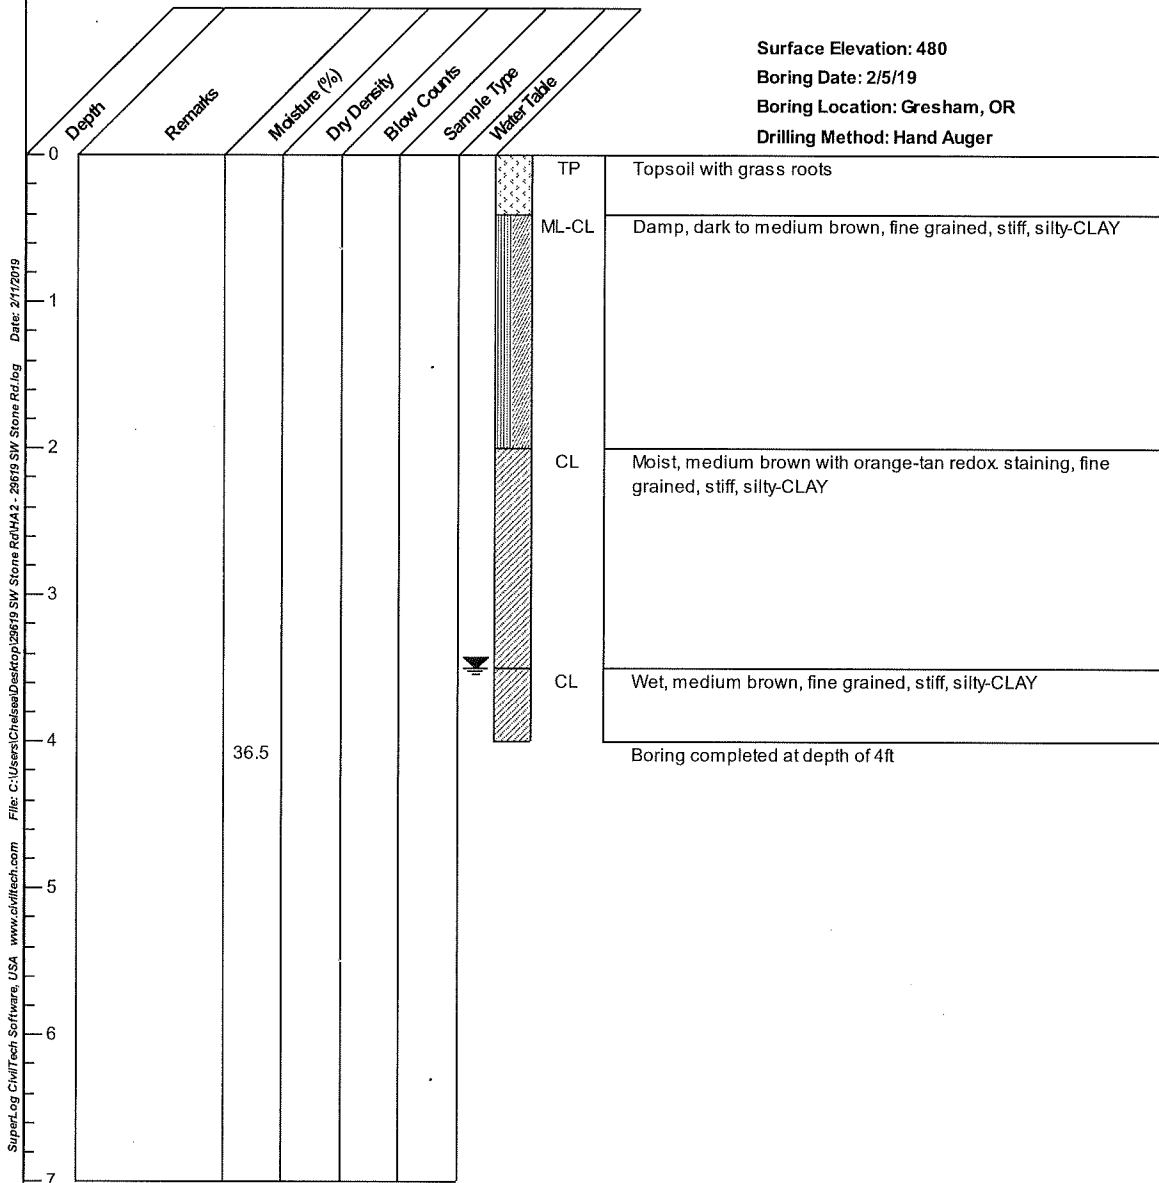 Surface Elevation: 480
Boring Date: 2/5/19
Boring Location: Gresham, OR
Drilling Method: Hand Auger
Depth
Remarks
Moisture (%)
Dry Density
Blow Counts
Sample Type
Water Table
0
TP
Topsoil with grass roots
ML-CL
Damp, dark to medium brown, fine grained, stiff, silty-CLAY
1
2
CL
Moist, medium brown with orange-tan redox. staining, fine
grained, stiff, silty-CLAY
3
CL
Wet, medium brown, fine grained, stiff, silty-CLAY
4
36.5
Boring completed at depth of 4ft
5
6
7
SuperLog CivilTech Software, USA www.civiltech.com File: C:\Users\Chelsea\Desktop\29619 SW Stone Rd\HA2 - 29619 SW Stone Rd.log Date: 2/11/2019